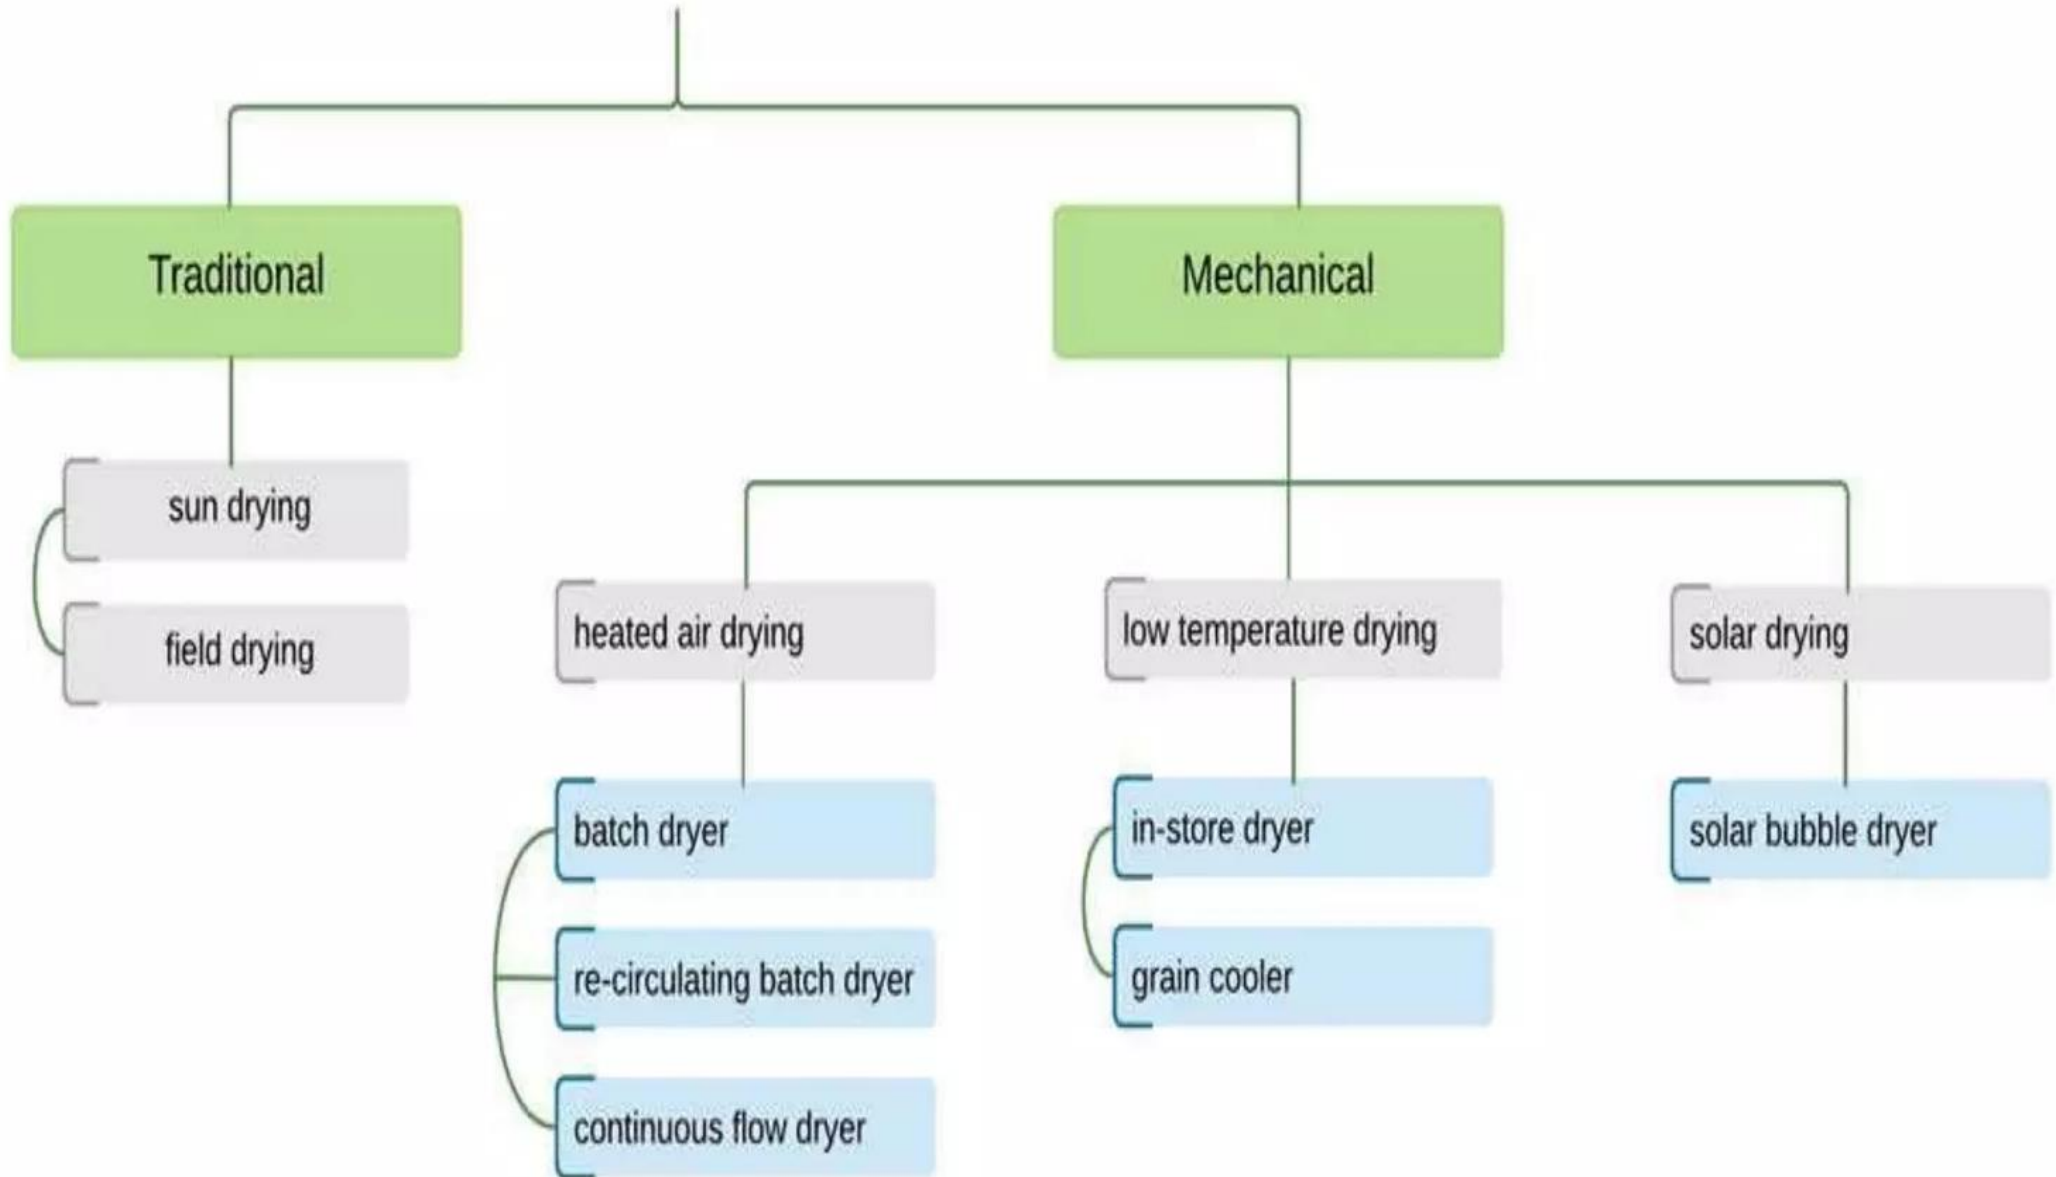 Traditional
Mechanical
sun drying
field drying
heated air drying
low temperature drying
solar drying
batch dryer
in-store dryer
solar bubble dryer
re-circulating batch dryer
grain cooler
continuous flow dryer